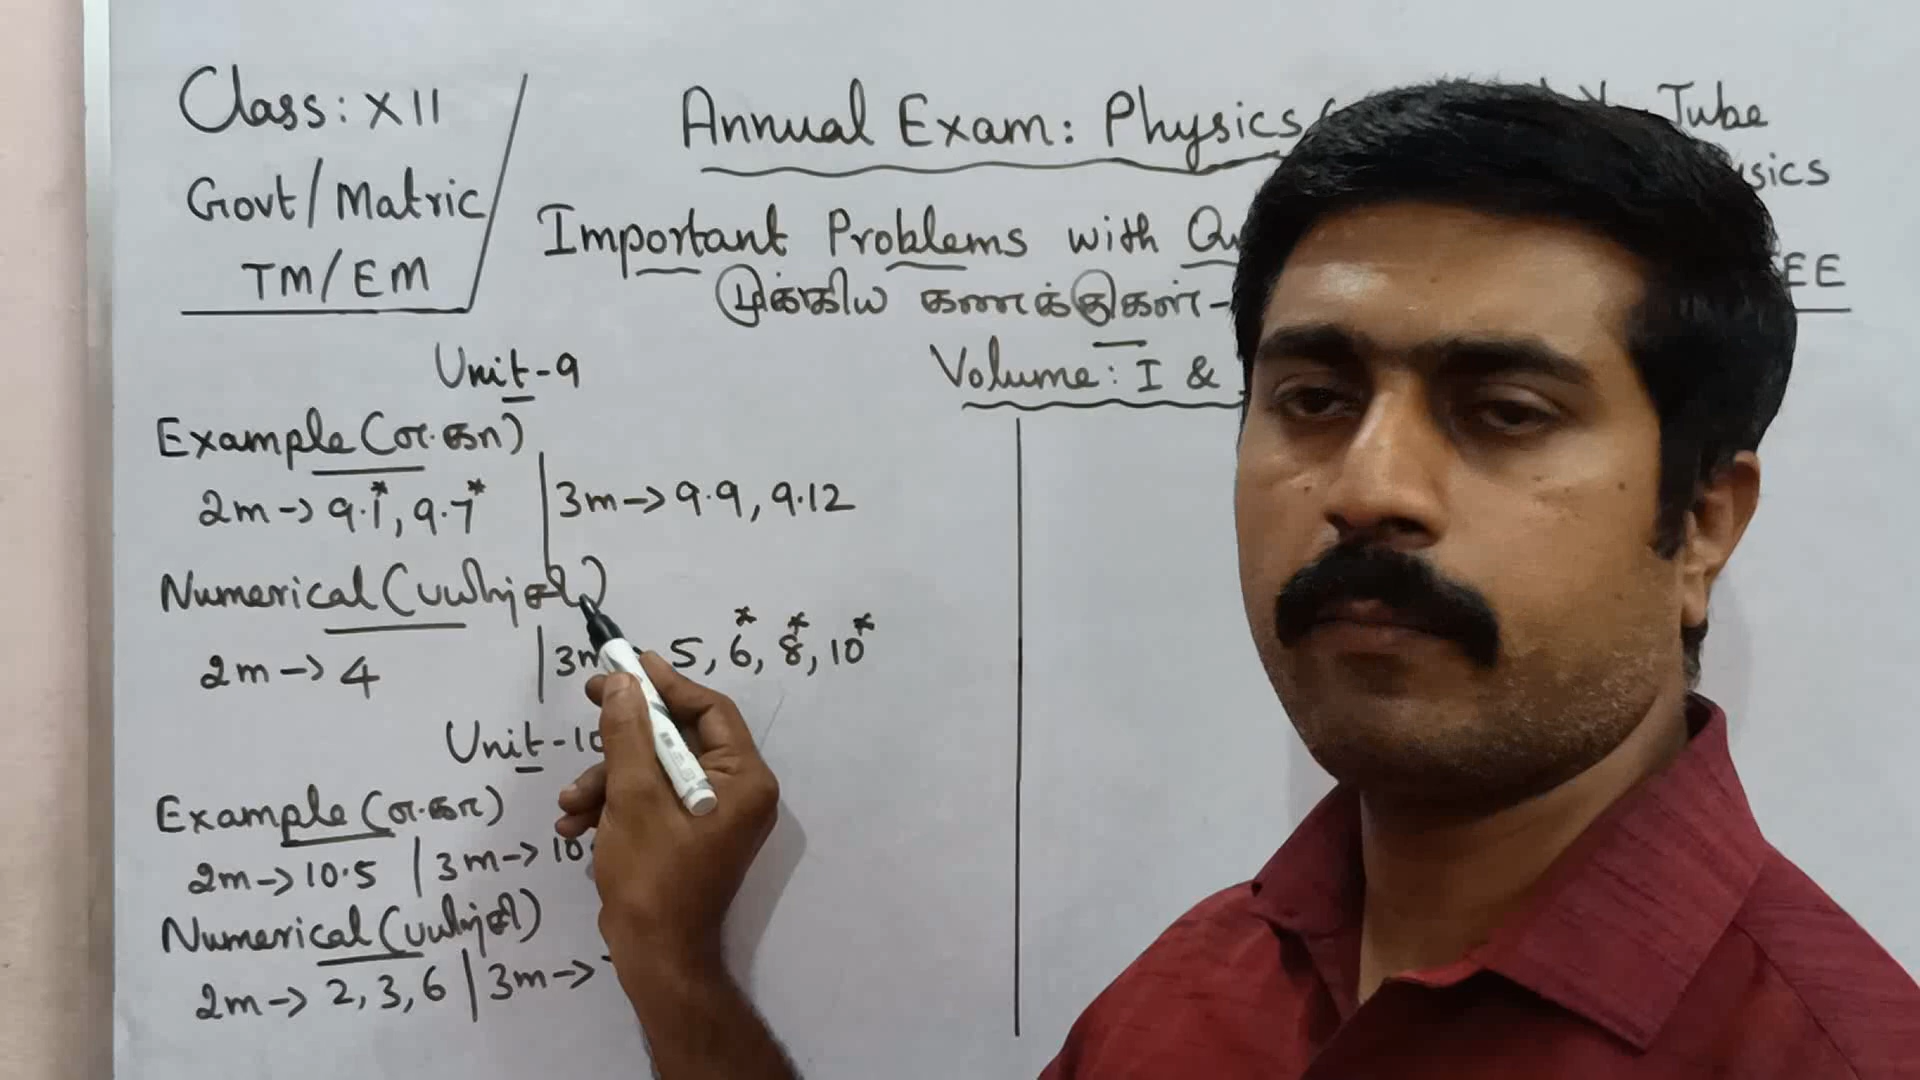 Class: XII
Govt/Matric
TM/EM
Annual Exam: Physics
Tube
Important Problems with
முக்கிய கணக்குகள்-
EE
Volume: I &
Unit-9
Example (எ.கா)
2m → 9.1*, 9.7* | 3m → 9.9, 9.12
Numerical (பயிற்சி)
2m → 4 | 3m 5, 6*, 8*, 10*
Unit-10
Example (எ.கா)
2m → 10.5 | 3m → 10
Numerical (பயிற்சி)
2m → 2, 3, 6 | 3m →